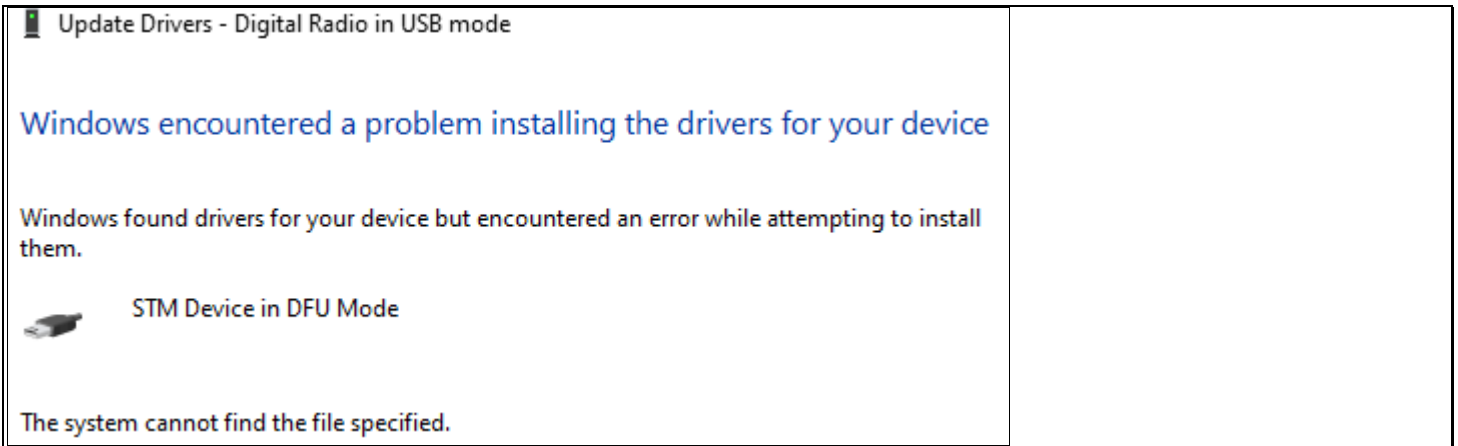 Update Drivers - Digital Radio in USB mode
Windows encountered a problem installing the drivers for your device
Windows found drivers for your device but encountered an error while attempting to install
them.
STM Device in DFU Mode
The system cannot find the file specified.